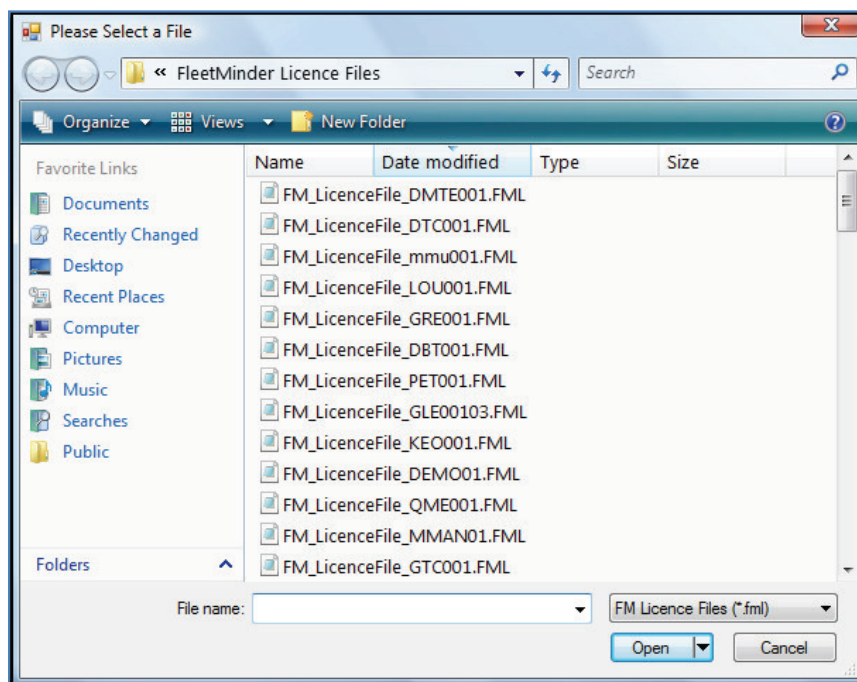 Please Select a File
« FleetMinder Licence Files
Search
Organize Views New Folder
Favorite Links
Documents
Recently Changed
Desktop
Recent Places
Computer
Pictures
Music
Searches
Public
Folders
Name Date modified Type Size
FM_LicenceFile_DMTE001.FML
FM_LicenceFile_DTC001.FML
FM_LicenceFile_mmu001.FML
FM_LicenceFile_LOU001.FML
FM_LicenceFile_GRE001.FML
FM_LicenceFile_DBT001.FML
FM_LicenceFile_PET001.FML
FM_LicenceFile_GLE00103.FML
FM_LicenceFile_KEO001.FML
FM_LicenceFile_DEMO01.FML
FM_LicenceFile_QME001.FML
FM_LicenceFile_MMAN01.FML
FM_LicenceFile_GTC001.FML
File name: FM Licence Files (*.fml)
Open Cancel